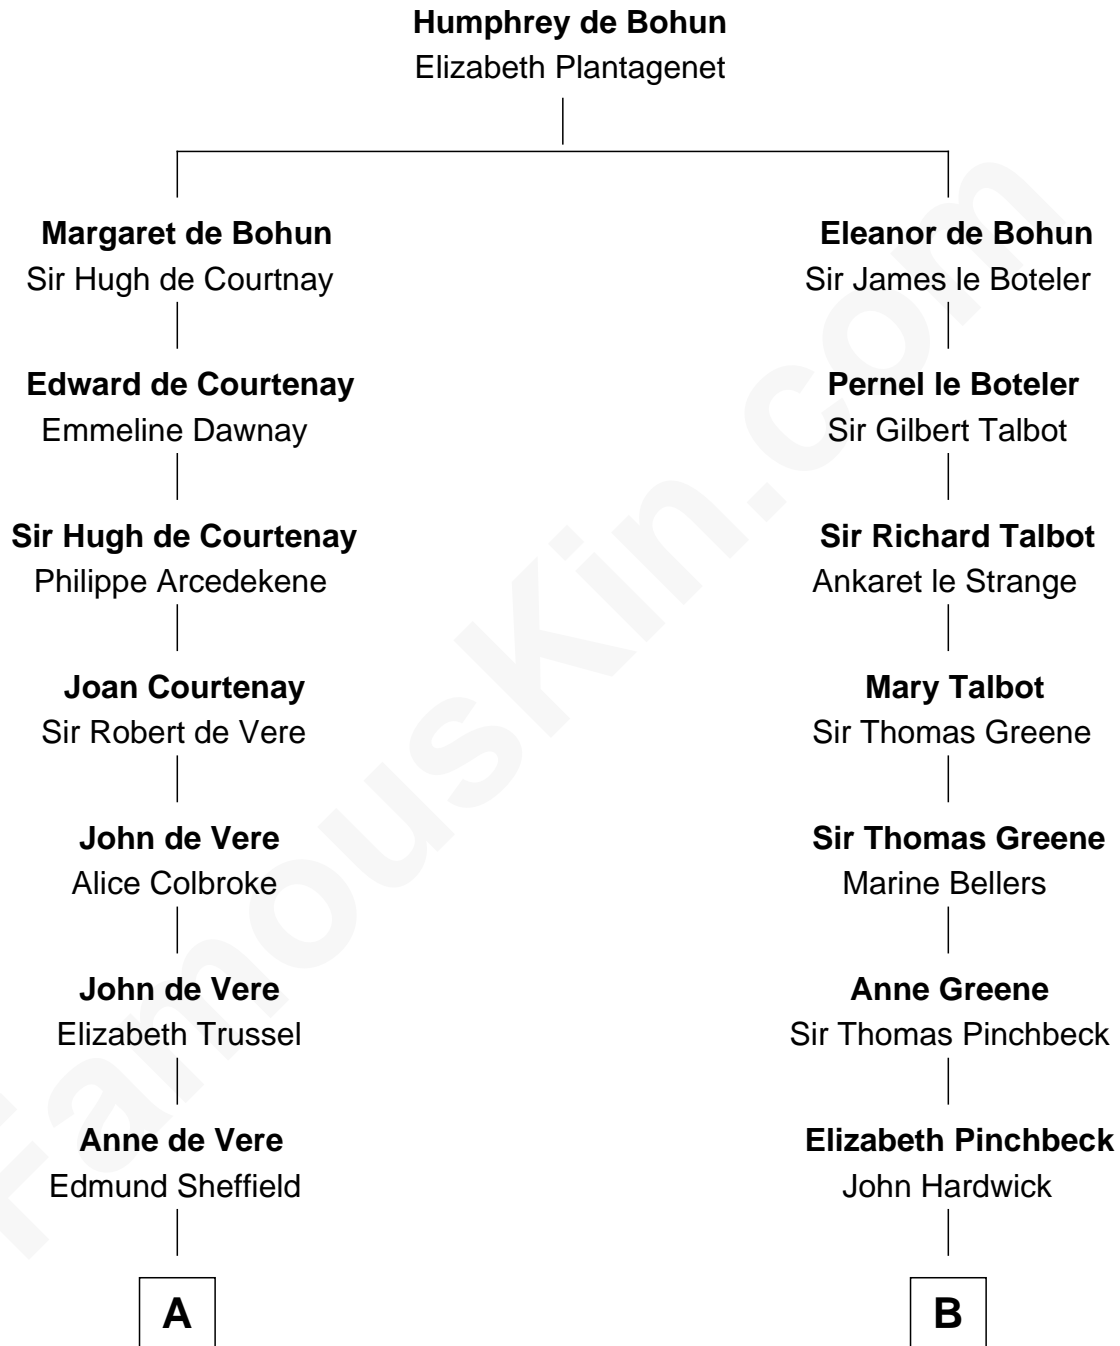 Humphrey de Bohun
Elizabeth Plantagenet
Margaret de Bohun
Sir Hugh de Courtnay
Eleanor de Bohun
Sir James le Boteler
Edward de Courtenay
Emmeline Dawnay
Pernel le Boteler
Sir Gilbert Talbot
Sir Hugh de Courtenay
Philippe Arcedekene
Sir Richard Talbot
Ankaret le Strange
Joan Courtenay
Sir Robert de Vere
Mary Talbot
Sir Thomas Greene
John de Vere
Alice Colbroke
Sir Thomas Greene
Marine Bellers
John de Vere
Elizabeth Trussel
Anne Greene
Sir Thomas Pinchbeck
Anne de Vere
Edmund Sheffield
Elizabeth Pinchbeck
John Hardwick
A
B
FamousKin.com